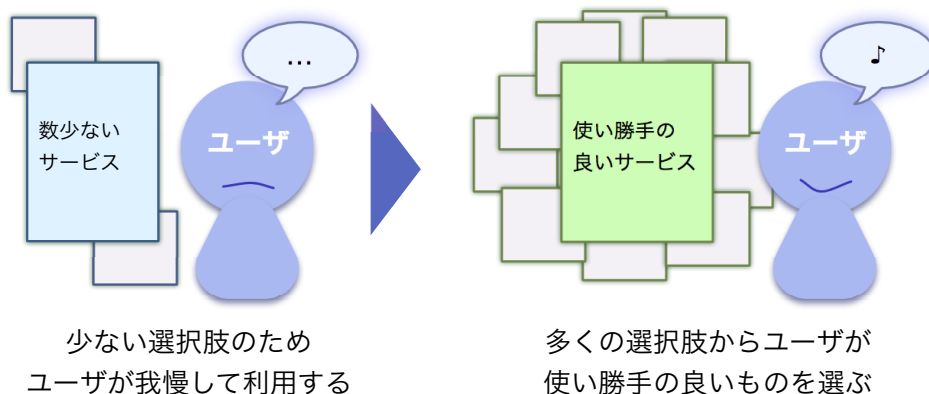 ...
数少ない
サービス
ユーザ
少ない選択肢のため
ユーザが我慢して利用する
♪
使い勝手の
良いサービス
ユーザ
多くの選択肢からユーザが
使い勝手の良いものを選ぶ